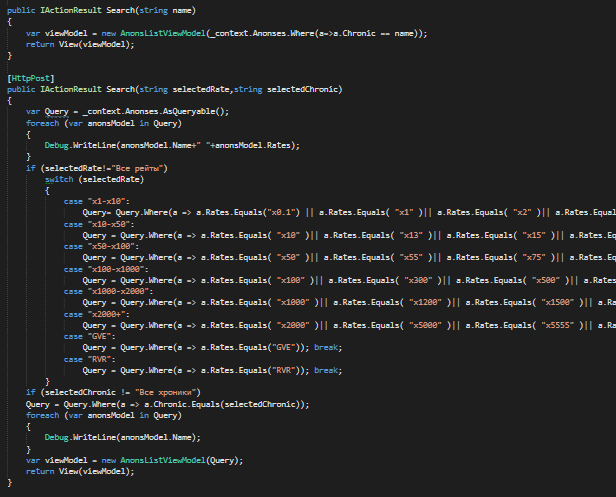 public IActionResult Search(string name)
{
var viewModel = new AnonsListViewModel(_context.Anonses.Where(a=>a.Chronic == name));
return View(viewModel);
}
[HttpPost]
public IActionResult Search(string selectedRate,string selectedChronic)
{
var Query = _context.Anonses.AsQueryable();
foreach (var anonsModel in Query)
{
Debug.WriteLine(anonsModel.Name+" "+anonsModel.Rates);
}
if (selectedRate!="Все рейты")
switch (selectedRate)
{
case "x1-x10":
Query= Query.Where(a => a.Rates.Equals("x0.1") || a.Rates.Equals( "x1" )|| a.Rates.Equals( "x2" )|| a.Rates.Equal
case "x10-x50":
Query = Query.Where(a => a.Rates.Equals( "x10" )|| a.Rates.Equals( "x13" )|| a.Rates.Equals( "x15" )|| a.Rates.Eq
case "x50-x100":
Query = Query.Where(a => a.Rates.Equals( "x50" )|| a.Rates.Equals( "x55" )|| a.Rates.Equals( "x75" )|| a.Rates.Eq
case "x100-x1000":
Query = Query.Where(a => a.Rates.Equals( "x100" )|| a.Rates.Equals( "x300" )|| a.Rates.Equals( "x500" )|| a.Rates
case "x1000-x2000":
Query = Query.Where(a => a.Rates.Equals( "x1000" )|| a.Rates.Equals( "x1200" )|| a.Rates.Equals( "x1500" )|| a.Ra
case "x2000+":
Query = Query.Where(a => a.Rates.Equals( "x2000" )|| a.Rates.Equals( "x5000" )|| a.Rates.Equals( "x5555" )|| a.Ra
case "GVE":
Query = Query.Where(a => a.Rates.Equals("GVE")); break;
case "RVR":
Query = Query.Where(a => a.Rates.Equals("RVR")); break;
}
if (selectedChronic != "Все хроники")
Query = Query.Where(a => a.Chronic.Equals(selectedChronic));
foreach (var anonsModel in Query)
{
Debug.WriteLine(anonsModel.Name);
}
var viewModel = new AnonsListViewModel(Query);
return View(viewModel);
}